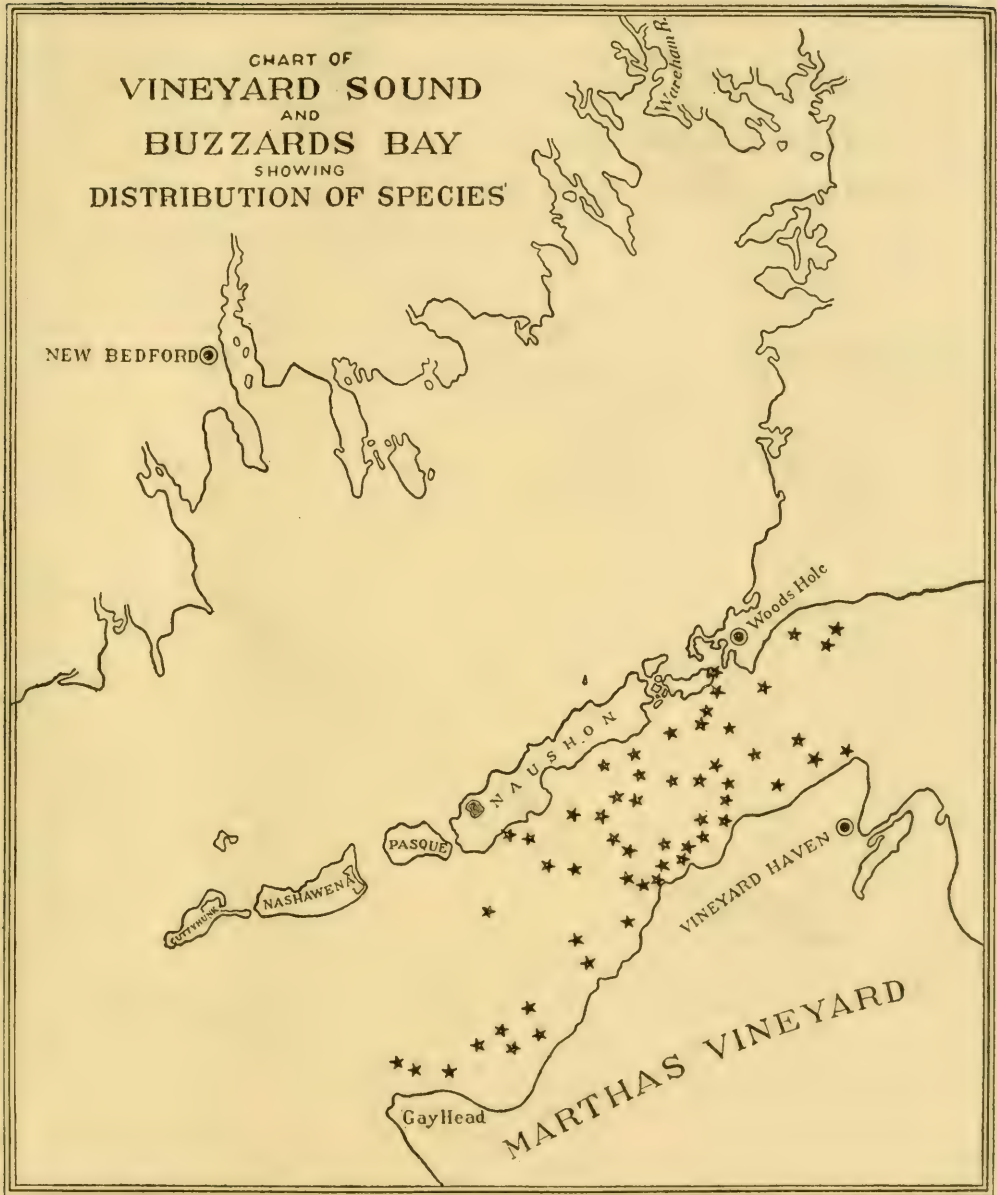 CHART OF
VINEYARD SOUND
AND
BUZZARDS BAY
SHOWING
DISTRIBUTION OF SPECIES
Wareham R.
NEW BEDFORD
Woods Hole
NAUSHON
PASQUE
NASHAWENA
CUTTYHUNK
VINEYARD HAVEN
MARTHAS VINEYARD
Gay Head